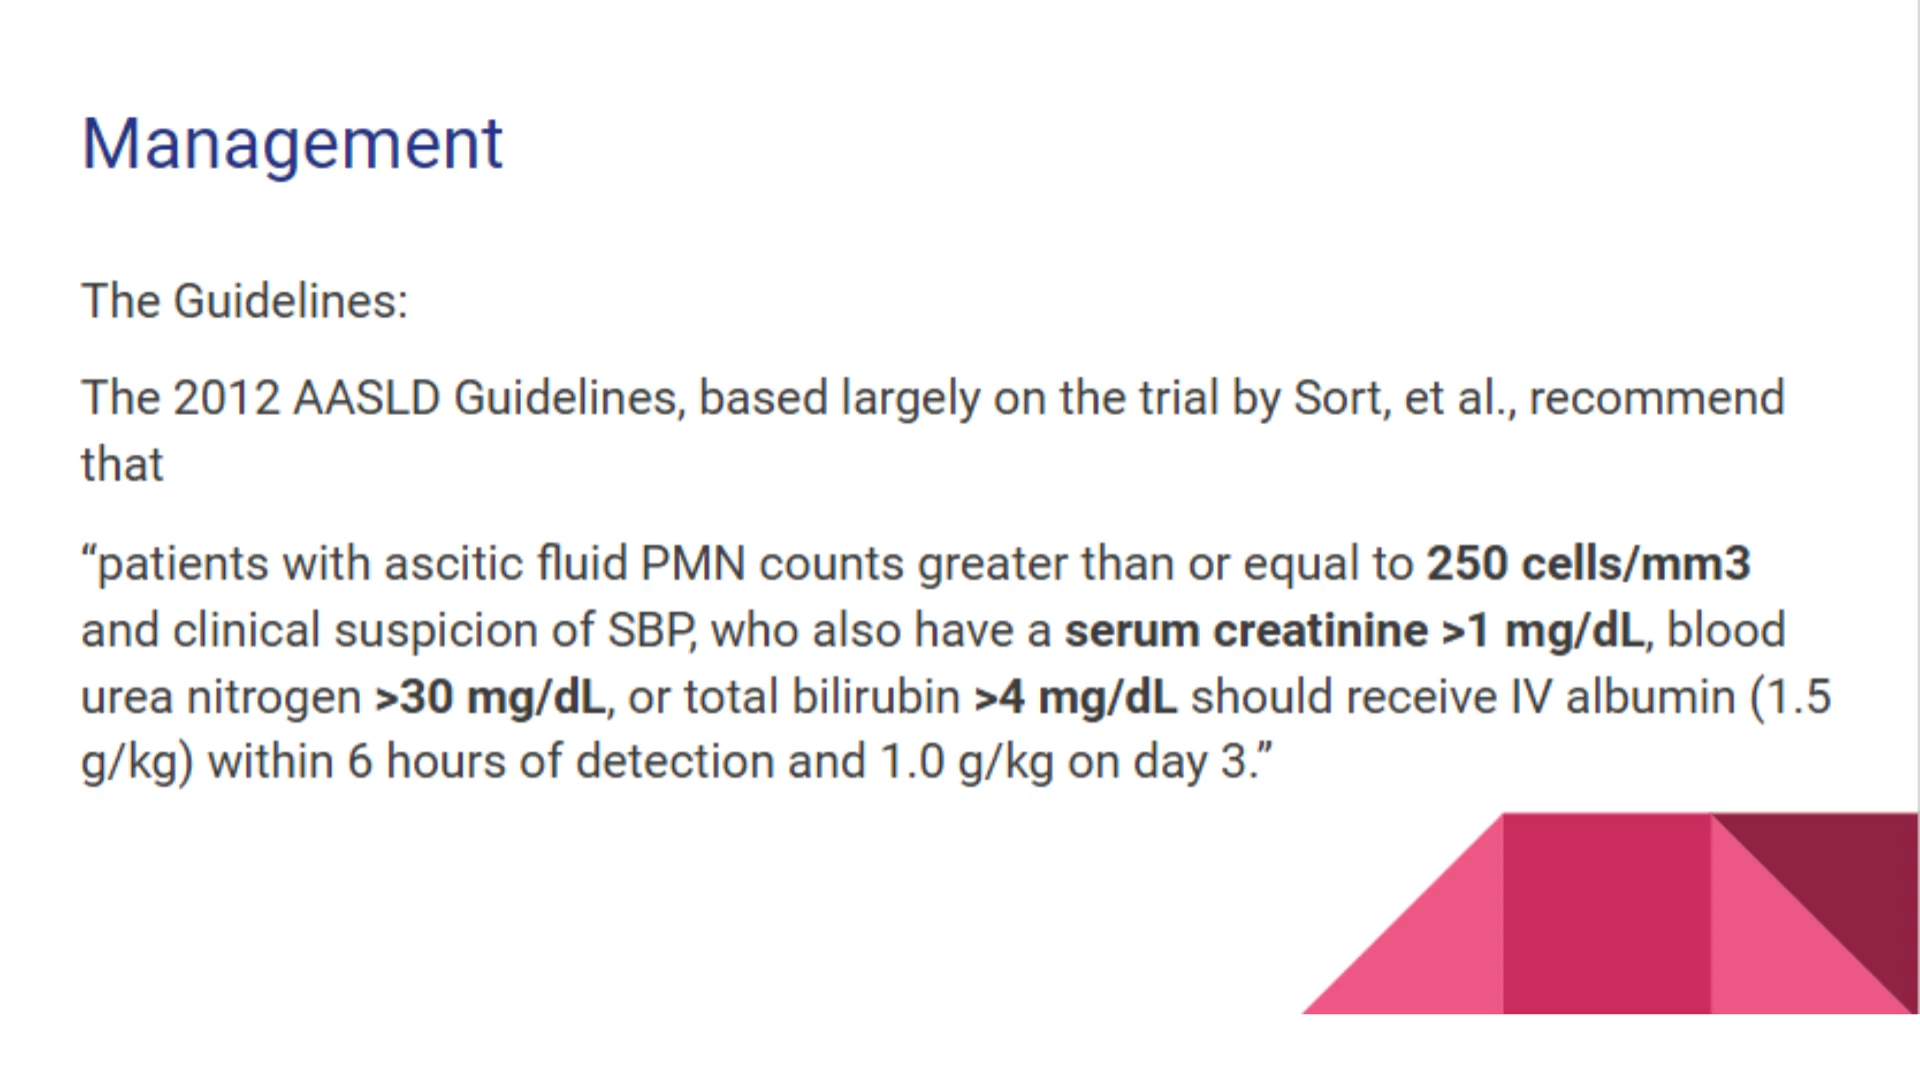 Management
The Guidelines:
The 2012 AASLD Guidelines, based largely on the trial by Sort, et al., recommend
that
“patients with ascitic fluid PMN counts greater than or equal to 250 cells/mm3
and clinical suspicion of SBP, who also have a serum creatinine >1 mg/dL, blood
urea nitrogen >30 mg/dL, or total bilirubin >4 mg/dL should receive IV albumin (1.5
g/kg) within 6 hours of detection and 1.0 g/kg on day 3.”